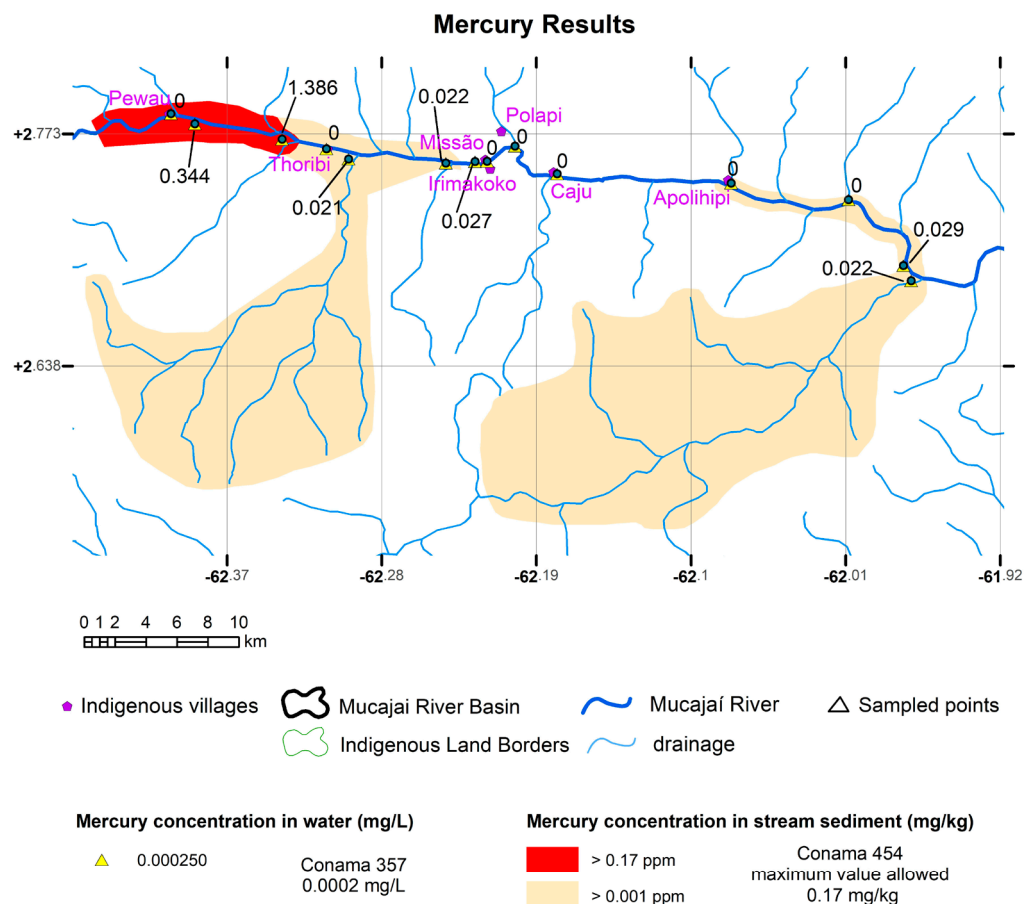 Mercury Results
Pewau
0
1.386
0.022
Polapi
+2.773
0.344
Thoribi
0
Missão
0
0
Irimakoko
0.027
0.021
0
Caju
0
Apolihipi
0
0.029
0.022
+2.638
-62.37
-62.28
-62.19
-62.1
-62.01
-61.92
0 1 2 4 6 8 10
km
Indigenous villages
Mucajai River Basin
Mucajaí River
Sampled points
Indigenous Land Borders
drainage
Mercury concentration in water (mg/L)
0.000250
Conama 357
0.0002 mg/L
Mercury concentration in stream sediment (mg/kg)
> 0.17 ppm
> 0.001 ppm
Conama 454
maximum value allowed
0.17 mg/kg